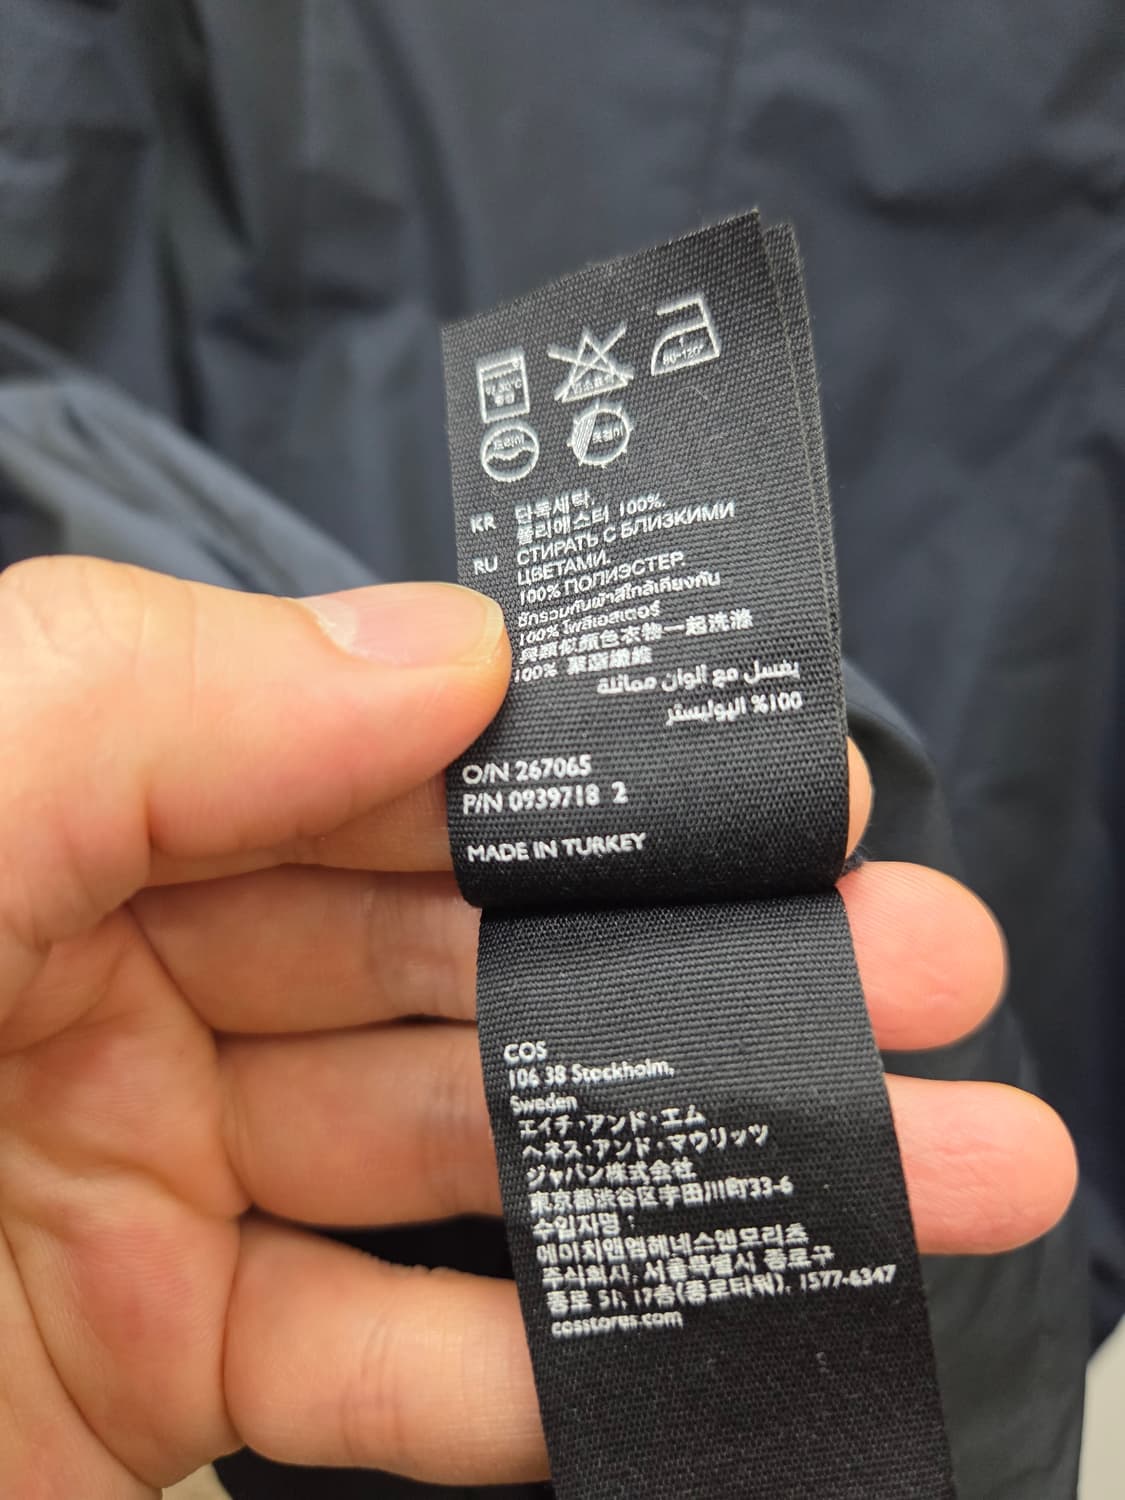 드라이
KR 단독세탁.
폴리에스터 100%.
RU СТИРАТЬ С БЛИЗКИМИ
ЦВЕТАМИ.
100% ПОЛИЭСТЕР.
ซักรวมกับผ้าสีใกล้เคียงกัน
100% โพลีเอสเตอร์
與類似顏色衣物一起洗滌
100% 聚酯纖維
يغسل مع ألوان مماثلة
100% البوليستر
O/N 267065
P/N 0939718 2
MADE IN TURKEY
COS
106 38 Stockholm,
Sweden
エイチ・アンド・エム
ヘネス・アンド・マウリッツ
ジャパン株式会社
東京都渋谷区宇田川町33-6
수입자명 :
에이치앤엠헤네스앤모리츠
주식회사, 서울특별시 종로구
종로 51, 17층(종로타워), 1577-6347
cosstores.com